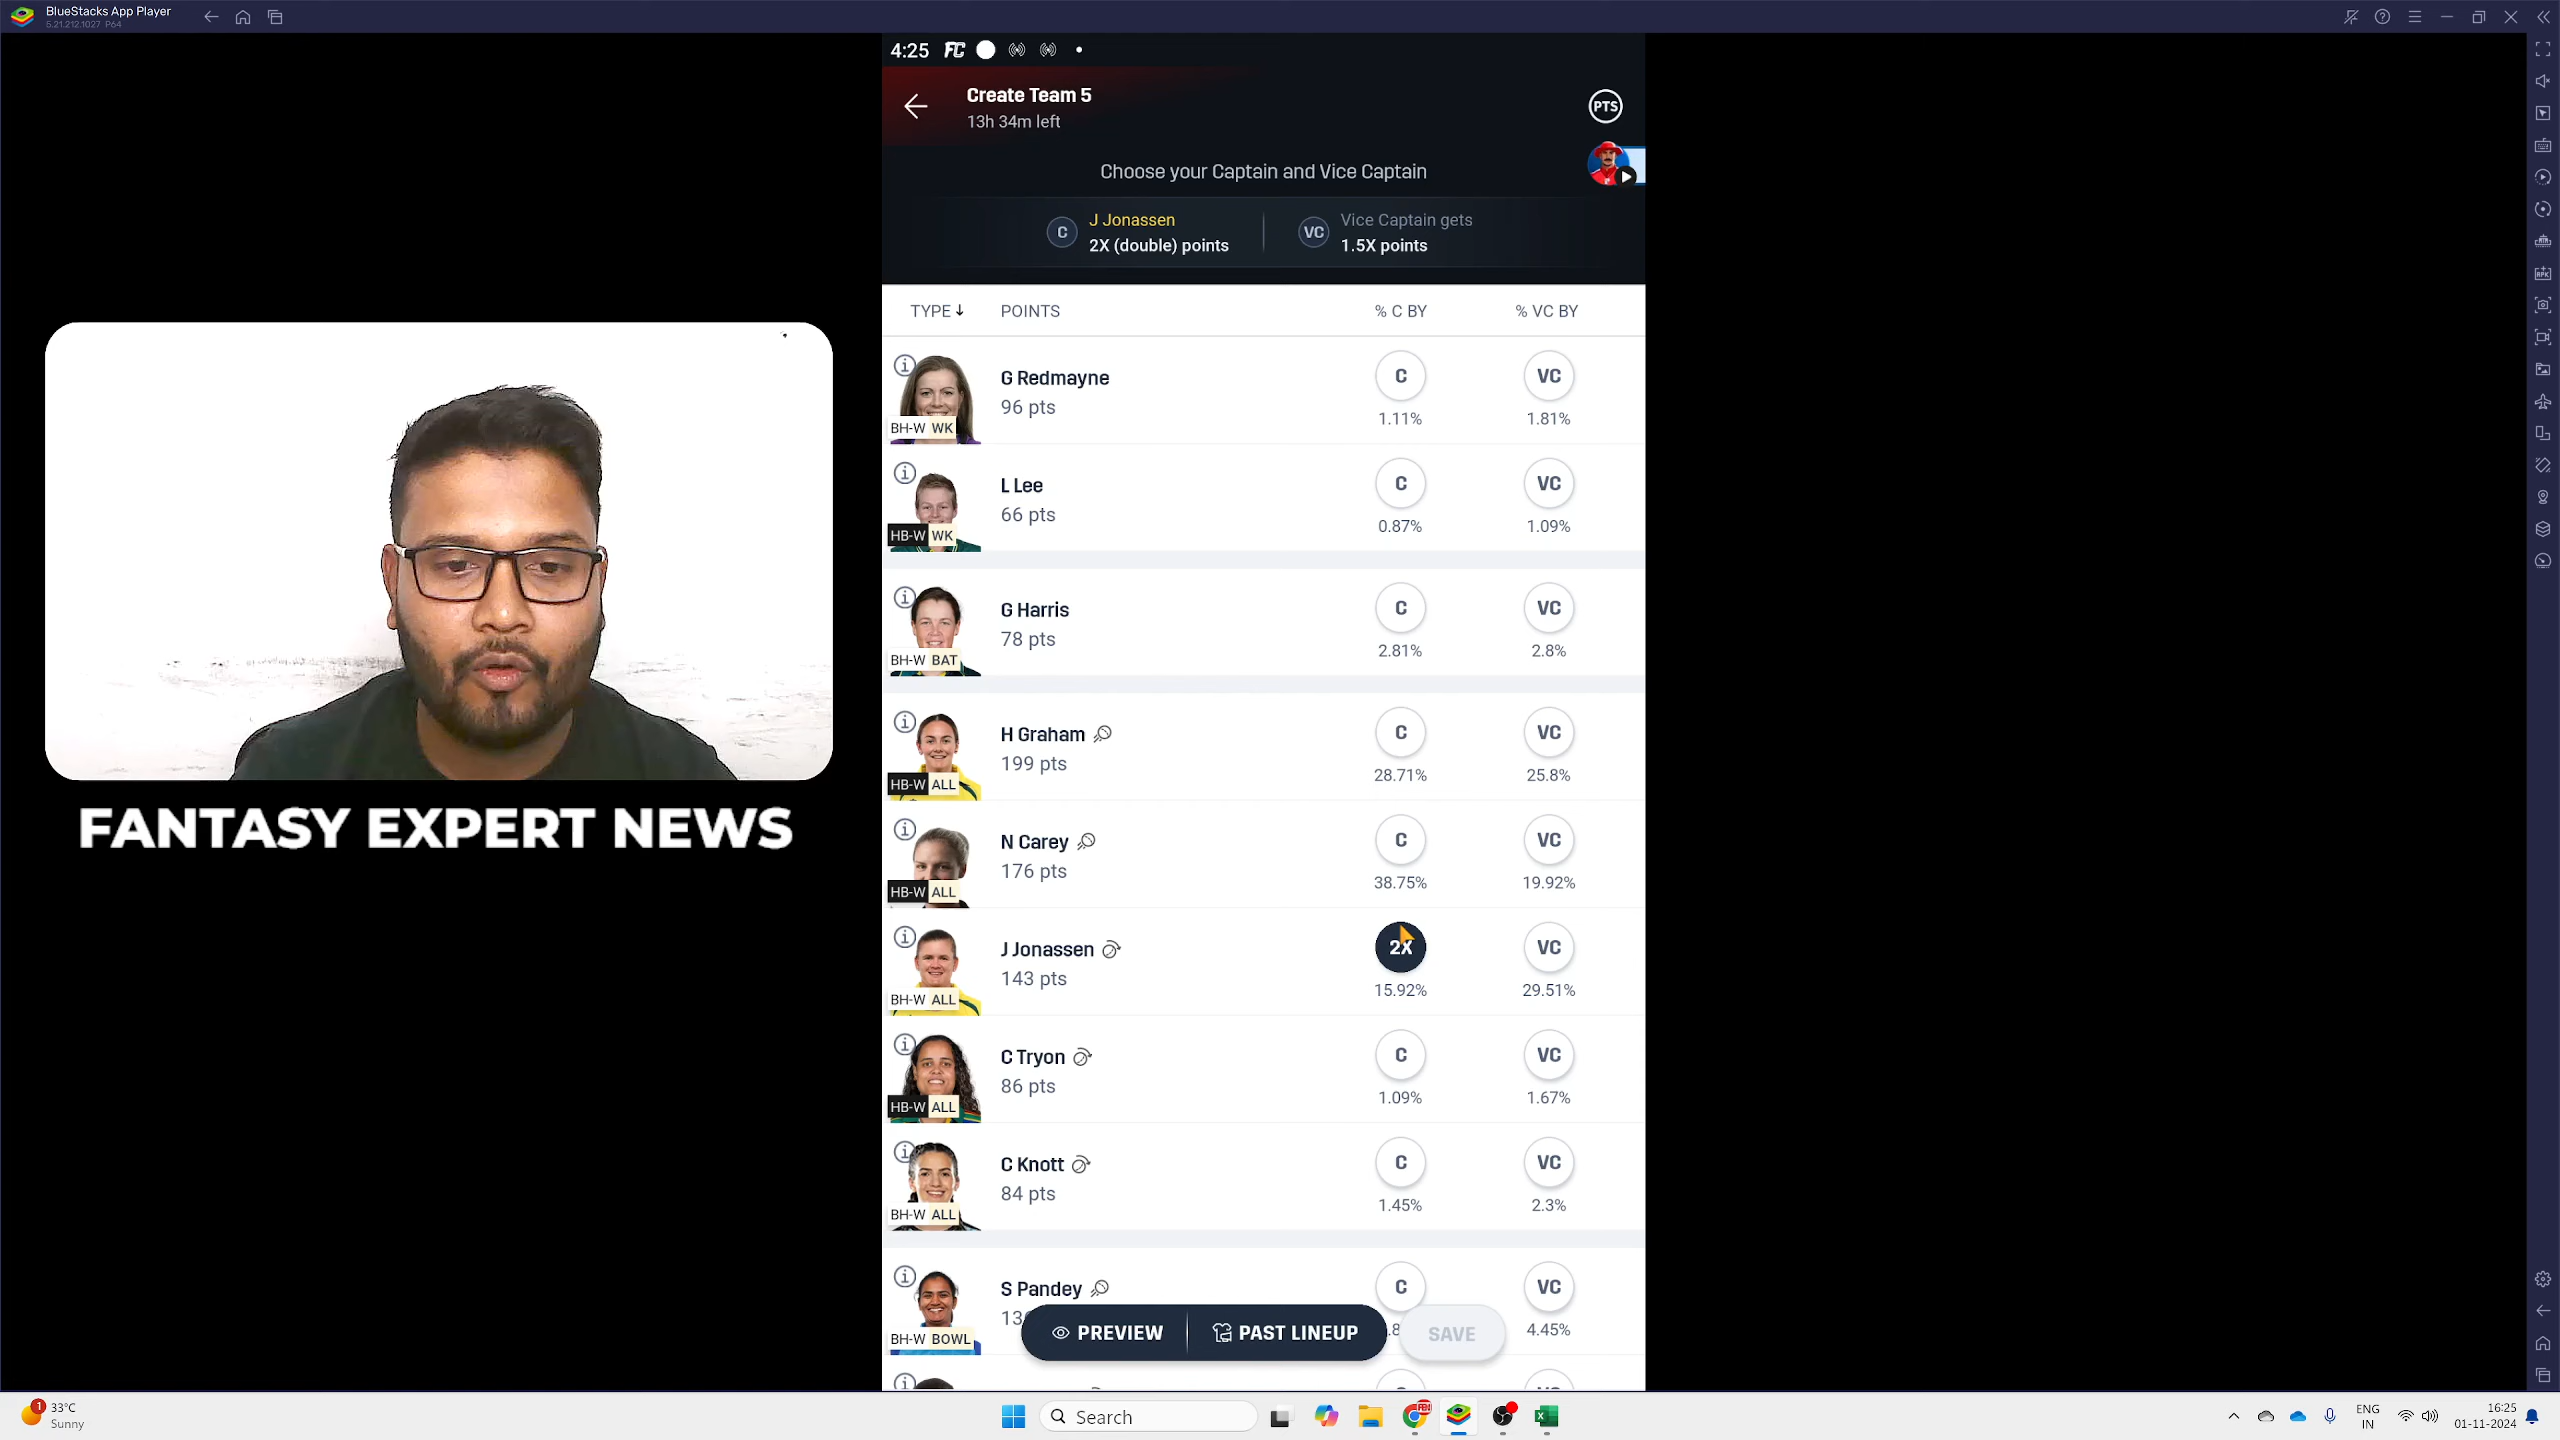 BlueStacks App Player
5.21.212.1027 P64
4:25 FC
Create Team 5
13h 34m left
PTS
Choose your Captain and Vice Captain
C J Jonassen
2X (double) points
VC Vice Captain gets
1.5X points
TYPE POINTS % C BY % VC BY
G Redmayne C VC
96 pts
BH-W WK 1.11% 1.81%
L Lee C VC
66 pts
HB-W WK 0.87% 1.09%
G Harris C VC
78 pts
BH-W BAT 2.81% 2.8%
H Graham C VC
199 pts
HB-W ALL 28.71% 25.8%
N Carey C VC
176 pts
HB-W ALL 38.75% 19.92%
J Jonassen 2X VC
143 pts
BH-W ALL 15.92% 29.51%
C Tryon C VC
86 pts
HB-W ALL 1.09% 1.67%
C Knott C VC
84 pts
BH-W ALL 1.45% 2.3%
S Pandey C VC
BH-W BOWL 4.45%
PREVIEW PAST LINEUP SAVE
FANTASY EXPERT NEWS
1
33°C
Sunny
Search
ENG
IN
16:25
01-11-2024